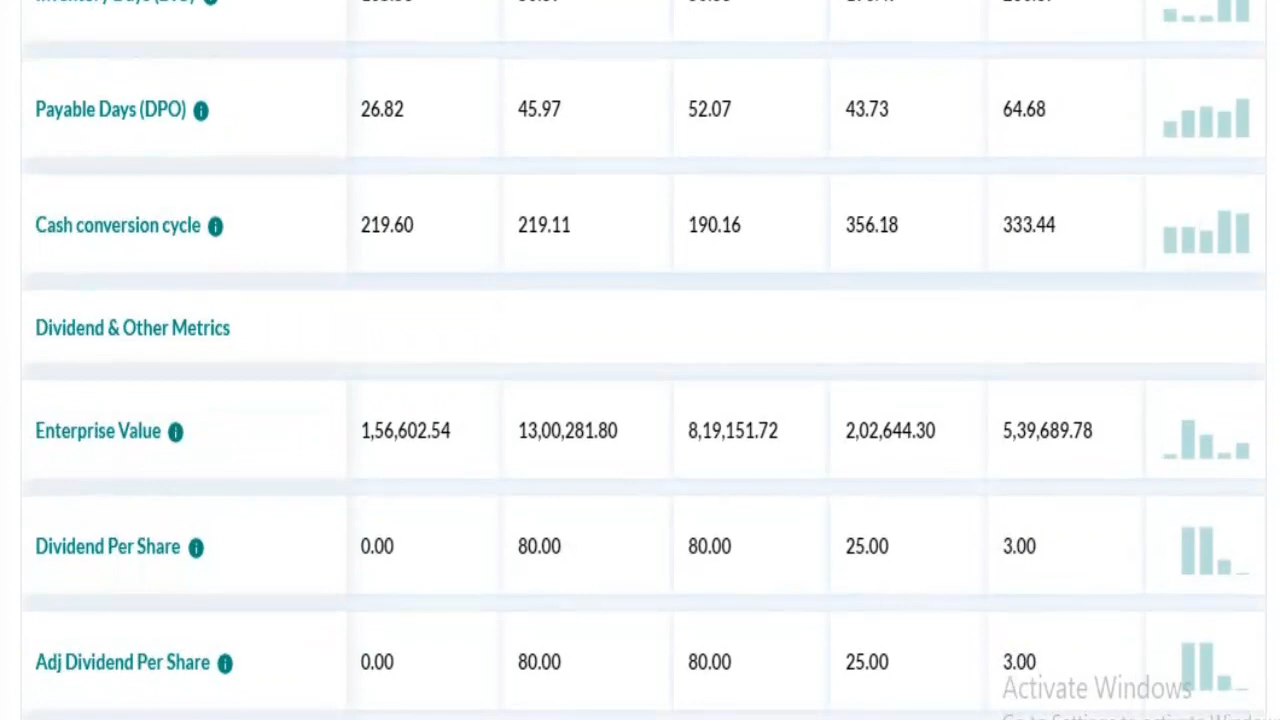 Payable Days (DPO) 26.82 45.97 52.07 43.73 64.68
Cash conversion cycle 219.60 219.11 190.16 356.18 333.44
Dividend & Other Metrics
Enterprise Value 1,56,602.54 13,00,281.80 8,19,151.72 2,02,644.30 5,39,689.78
Dividend Per Share 0.00 80.00 80.00 25.00 3.00
Adj Dividend Per Share 0.00 80.00 80.00 25.00 3.00
Activate Windows